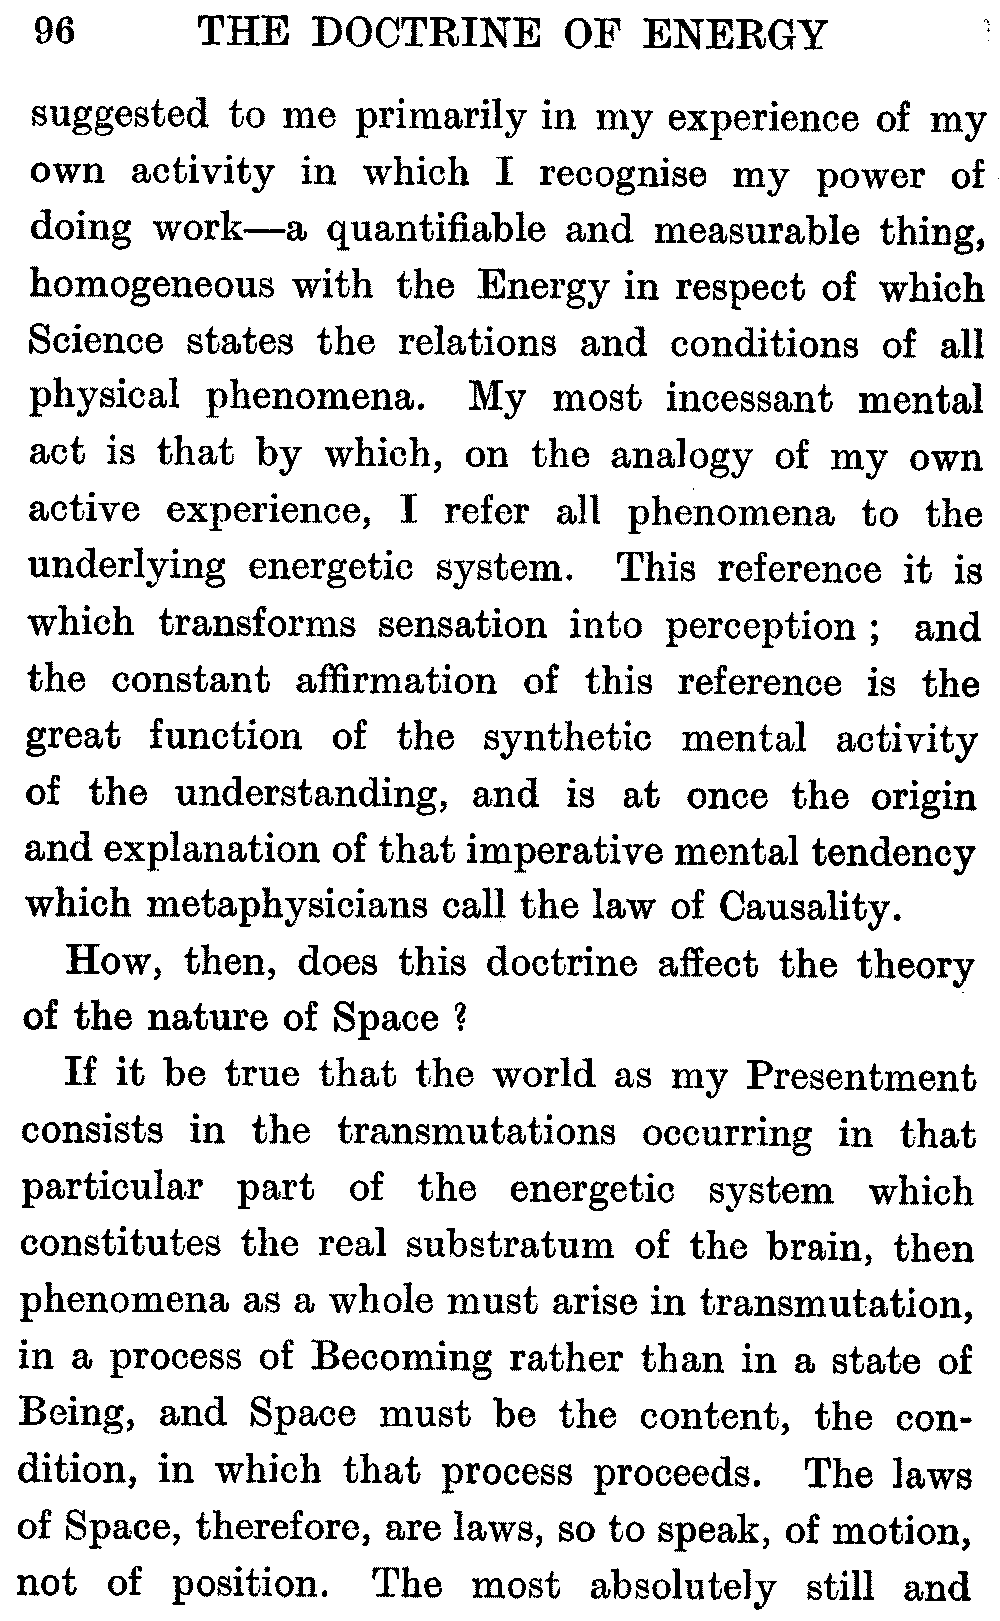 96 THE DOCTRINE OF ENERGY
suggested to me primarily in my experience of my
own activity in which I recognise my power of
doing work—a quantifiable and measurable thing,
homogeneous with the Energy in respect of which
Science states the relations and conditions of all
physical phenomena. My most incessant mental
act is that by which, on the analogy of my own
active experience, I refer all phenomena to the
underlying energetic system. This reference it is
which transforms sensation into perception ; and
the constant affirmation of this reference is the
great function of the synthetic mental activity
of the understanding, and is at once the origin
and explanation of that imperative mental tendency
which metaphysicians call the law of Causality.
How, then, does this doctrine affect the theory
of the nature of Space ?
If it be true that the world as my Presentment
consists in the transmutations occurring in that
particular part of the energetic system which
constitutes the real substratum of the brain, then
phenomena as a whole must arise in transmutation,
in a process of Becoming rather than in a state of
Being, and Space must be the content, the con-
dition, in which that process proceeds. The laws
of Space, therefore, are laws, so to speak, of motion,
not of position. The most absolutely still and